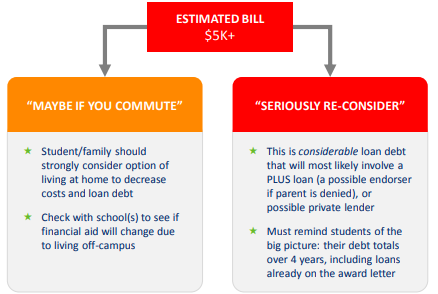 ESTIMATED BILL
$5K+
“MAYBE IF YOU COMMUTE”
★ Student/family should
strongly consider option of
living at home to decrease
costs and loan debt
★ Check with school(s) to see if
financial aid will change due
to living off-campus
“SERIOUSLY RE-CONSIDER”
★ This is considerable loan debt
that will most likely involve a
PLUS loan (a possible endorser
if parent is denied), or
possible private lender
★ Must remind students of the
big picture: their debt totals
over 4 years, including loans
already on the award letter